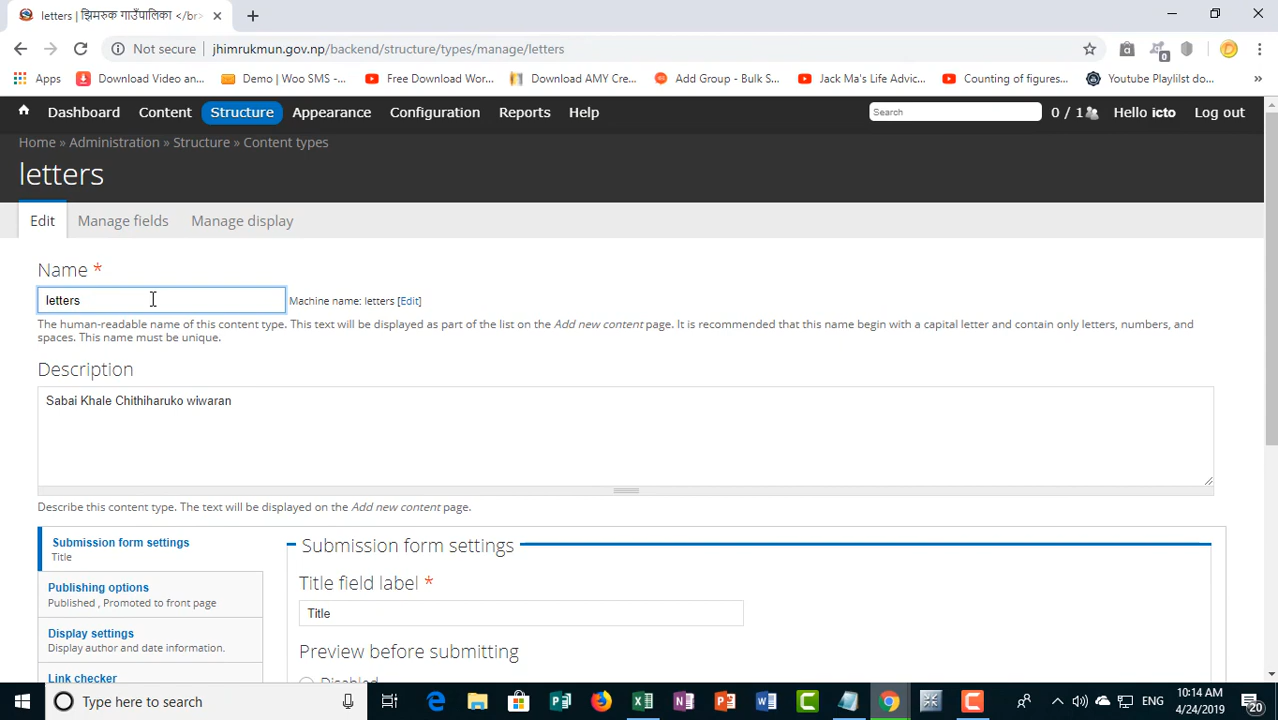 letters | झिमरुक गाउँपालिका </br>
Not secure | jhimrukmun.gov.np/backend/structure/types/manage/letters
Apps Download Video an... Demo | Woo SMS -... Free Download Wor... Download AMY Cre... Add Group - Bulk S... Jack Ma's Life Advic... Counting of figures... Youtube Playlilst do... »
0
Dashboard Content Structure Appearance Configuration Reports Help Search 0 / 1 Hello icto Log out
Home » Administration » Structure » Content types
letters
Edit Manage fields Manage display
Name *
letters Machine name: letters [Edit]
The human-readable name of this content type. This text will be displayed as part of the list on the Add new content page. It is recommended that this name begin with a capital letter and contain only letters, numbers, and
spaces. This name must be unique.
Description
Sabai Khale Chithiharuko wiwaran
Describe this content type. The text will be displayed on the Add new content page.
Submission form settings
Title
Publishing options
Published , Promoted to front page
Display settings
Display author and date information.
Link checker
Submission form settings
Title field label *
Title
Preview before submitting
Disabled
Type here to search
ENG
10:14 AM
4/24/2019
20